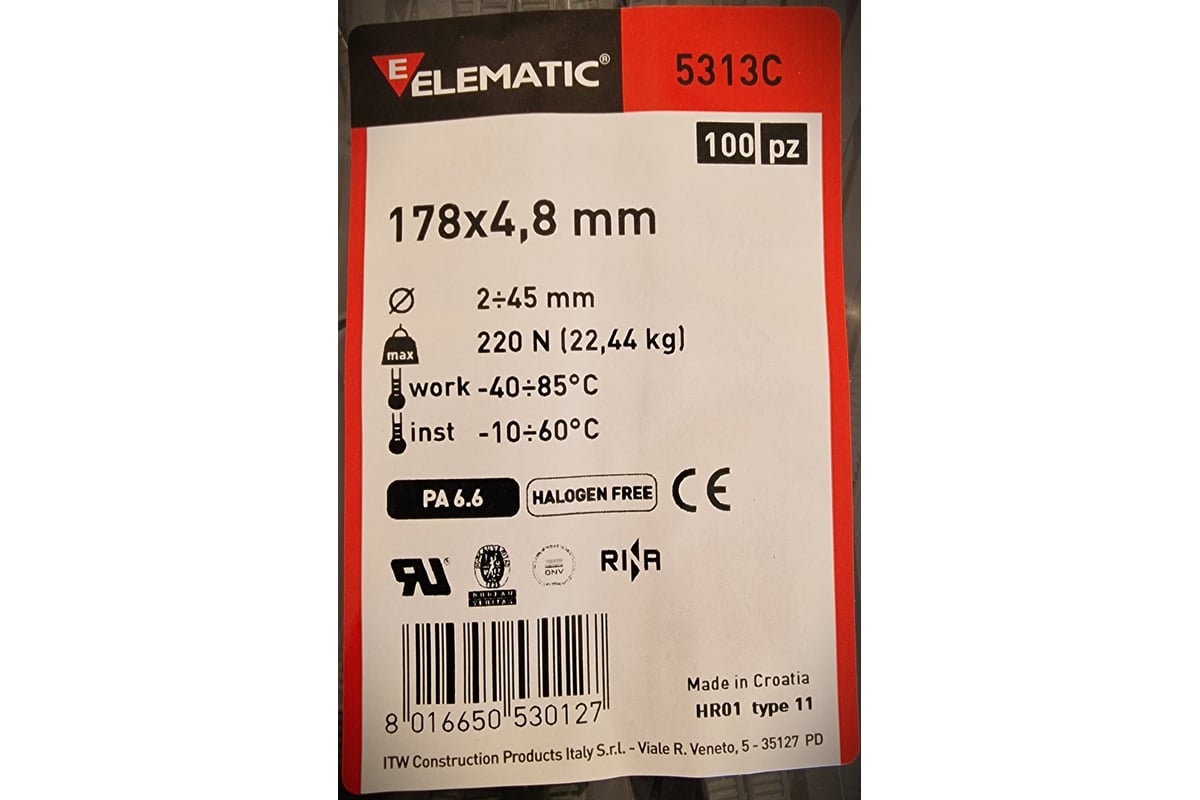 E ELEMATIC®
5313C
100 pz
178x4,8 mm
Ø 2÷45 mm
max 220 N (22,44 kg)
work -40÷85°C
inst -10÷60°C
PA 6.6 HALOGEN FREE CE
RU® BUREAU VERITAS DNV RINA
8 016650 530127
Made in Croatia
HR01 type 11
ITW Construction Products Italy S.r.l. - Viale R. Veneto, 5 - 35127 PD